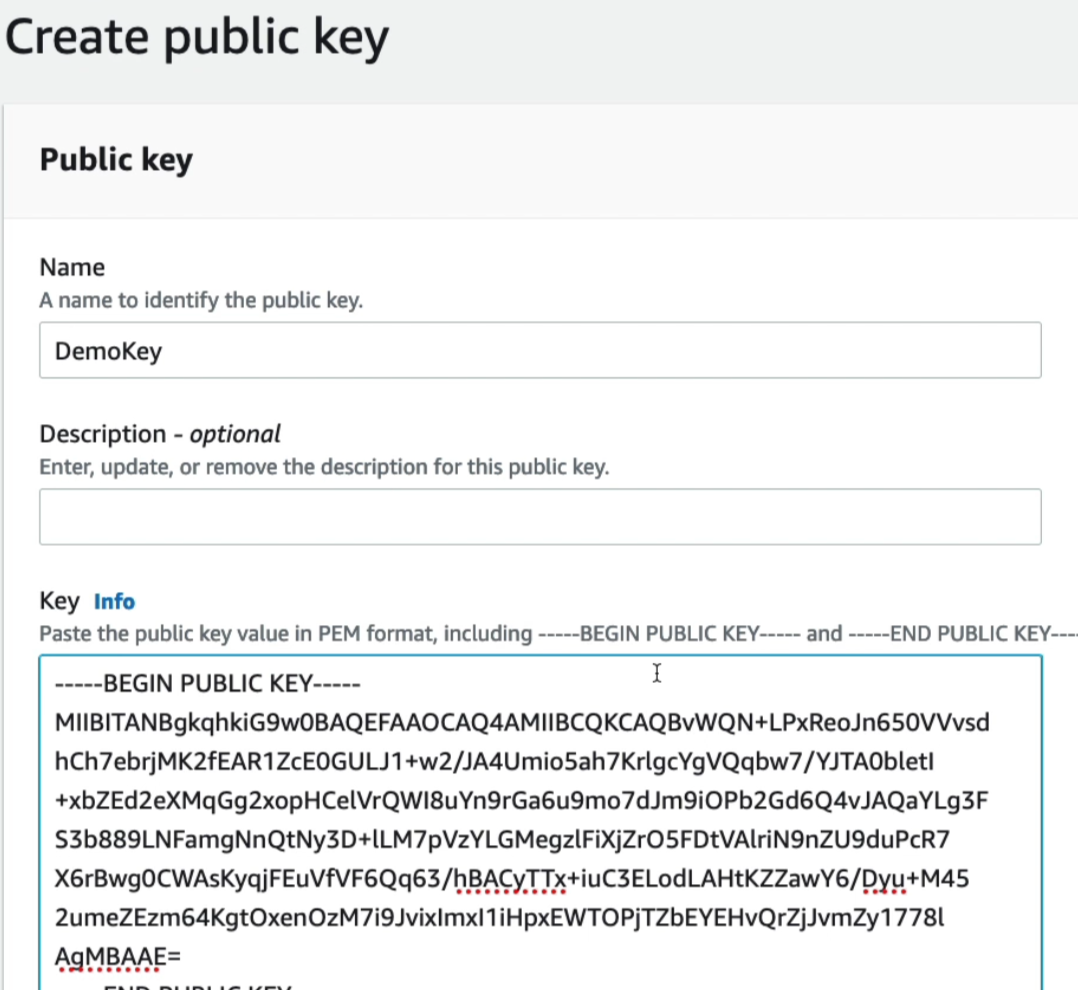 Create public key
Public key
Name
A name to identify the public key.
DemoKey
Description - optional
Enter, update, or remove the description for this public key.
Key Info
Paste the public key value in PEM format, including -----BEGIN PUBLIC KEY----- and -----END PUBLIC KEY---
-----BEGIN PUBLIC KEY-----
MIIBITANBgkqhkiG9w0BAQEFAAOCAQ4AMIIBCQKCAQBvWQN+LPxReoJn650VVvsd
hCh7ebrjMK2fEAR1ZcE0GULJ1+w2/JA4Umio5ah7KrlgcYgVQqbw7/YJTA0bletI
+xbZEd2eXMqGg2xopHCelVrQWI8uYn9rGa6u9mo7dJm9iOPb2Gd6Q4vJAQaYLg3F
S3b889LNFamgNnQtNy3D+lLM7pVzYLGMegzlFiXjZrO5FDtVAlriN9nZU9duPcR7
X6rBwg0CWAsKyqjFEuVfVF6Qq63/hBACyTTx+iuC3ELodLAHtKZZawY6/Dyu+M45
2umeZEzm64KgtOxenOzM7i9JvixImxI1iHpxEWTOPjTZbEYEHvQrZjJvmZy1778l
AgMBAAE=
END PUBLIC KEY